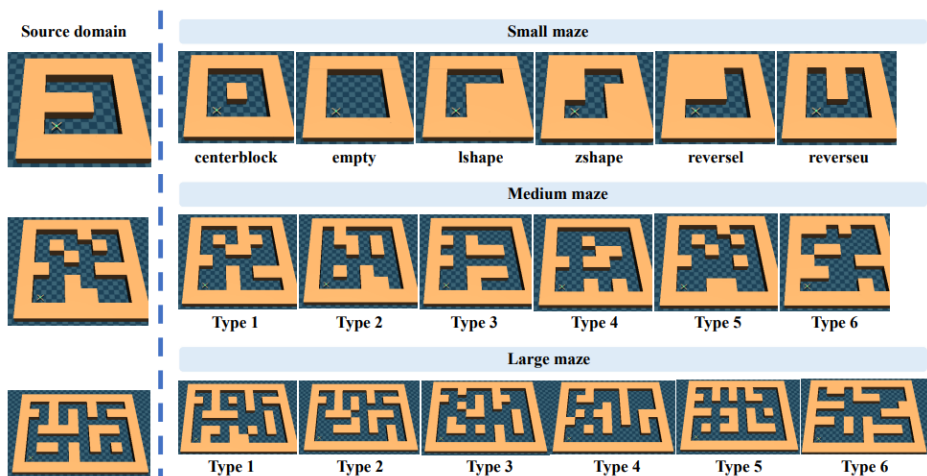 Source domain
Small maze
centerblock empty lshape zshape reversel reverseu
Medium maze
Type 1 Type 2 Type 3 Type 4 Type 5 Type 6
Large maze
Type 1 Type 2 Type 3 Type 4 Type 5 Type 6